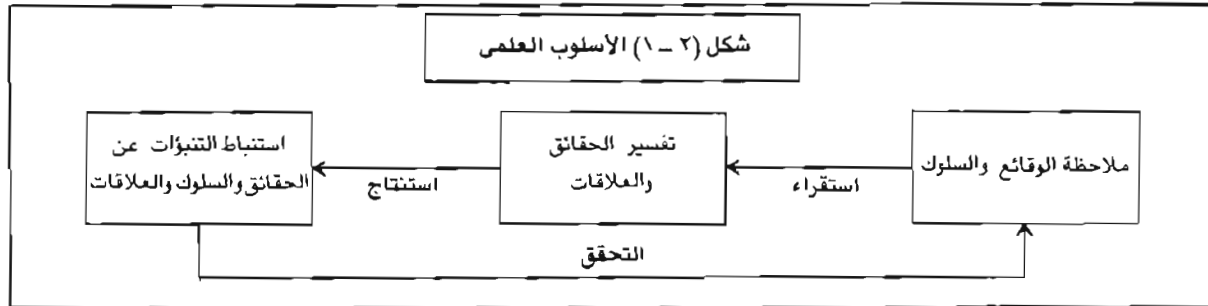 شكل (٢ – ١) الأسلوب العلمى
ملاحظة الوقائع والسلوك
استقراء
تفسير الحقائق
والعلاقات
استنتاج
استنباط التنبؤات عن
الحقائق والسلوك والعلاقات
التحقق